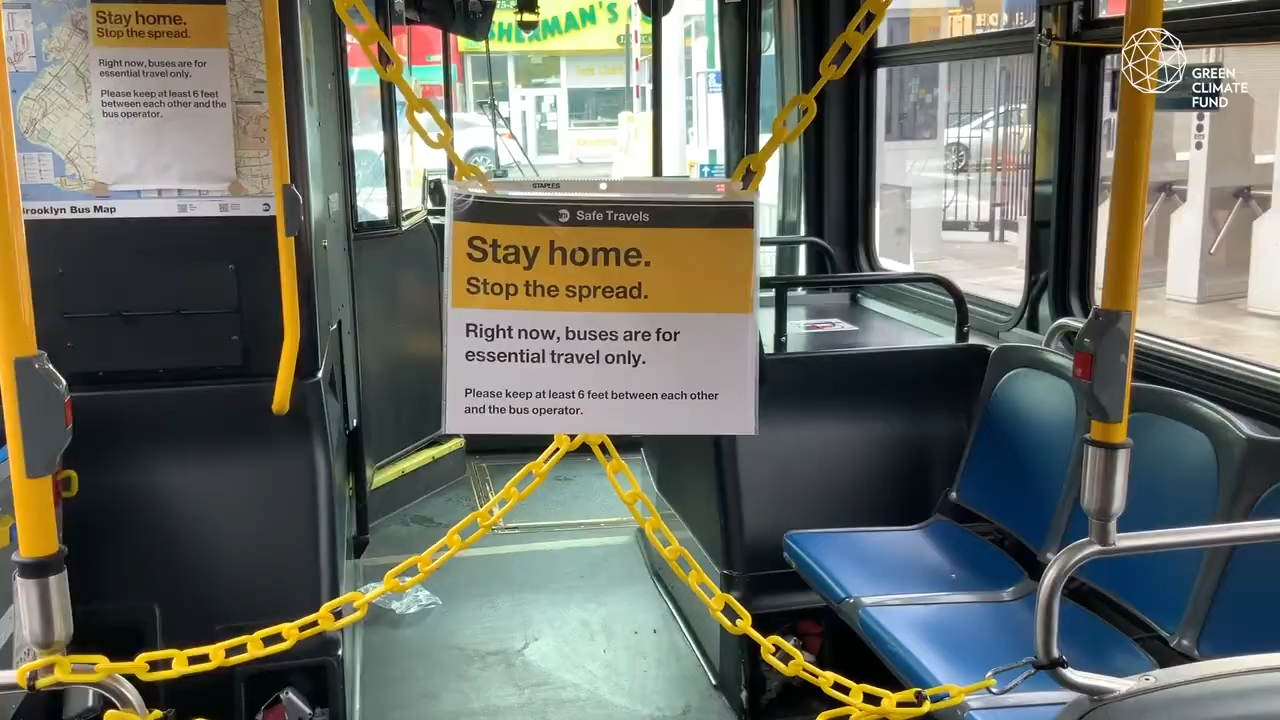 Stay home.
Stop the spread.
Right now, buses are for
essential travel only.
Please keep at least 6 feet
between each other and the
bus operator.
rooklyn Bus Map
SHERMAN'S
GREEN
CLIMATE
FUND
STAPLES
MTA Safe Travels
Stay home.
Stop the spread.
Right now, buses are for
essential travel only.
Please keep at least 6 feet between each other
and the bus operator.